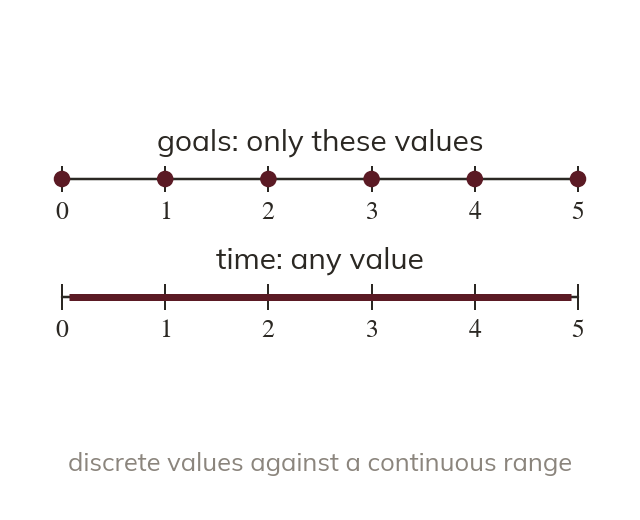 goals: only these values
0 1 2 3 4 5
time: any value
0 1 2 3 4 5
discrete values against a continuous range